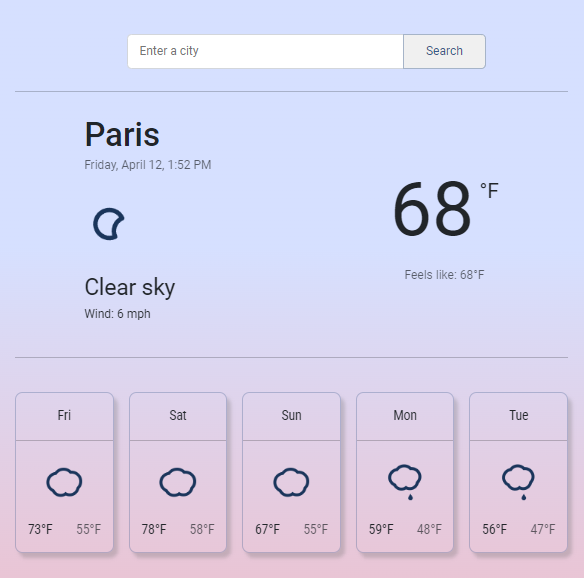 Enter a city
Search
Paris
Friday, April 12, 1:52 PM
68 °F
Feels like: 68°F
Clear sky
Wind: 6 mph
Fri
Sat
Sun
Mon
Tue
73°F 55°F
78°F 58°F
67°F 55°F
59°F 48°F
56°F 47°F